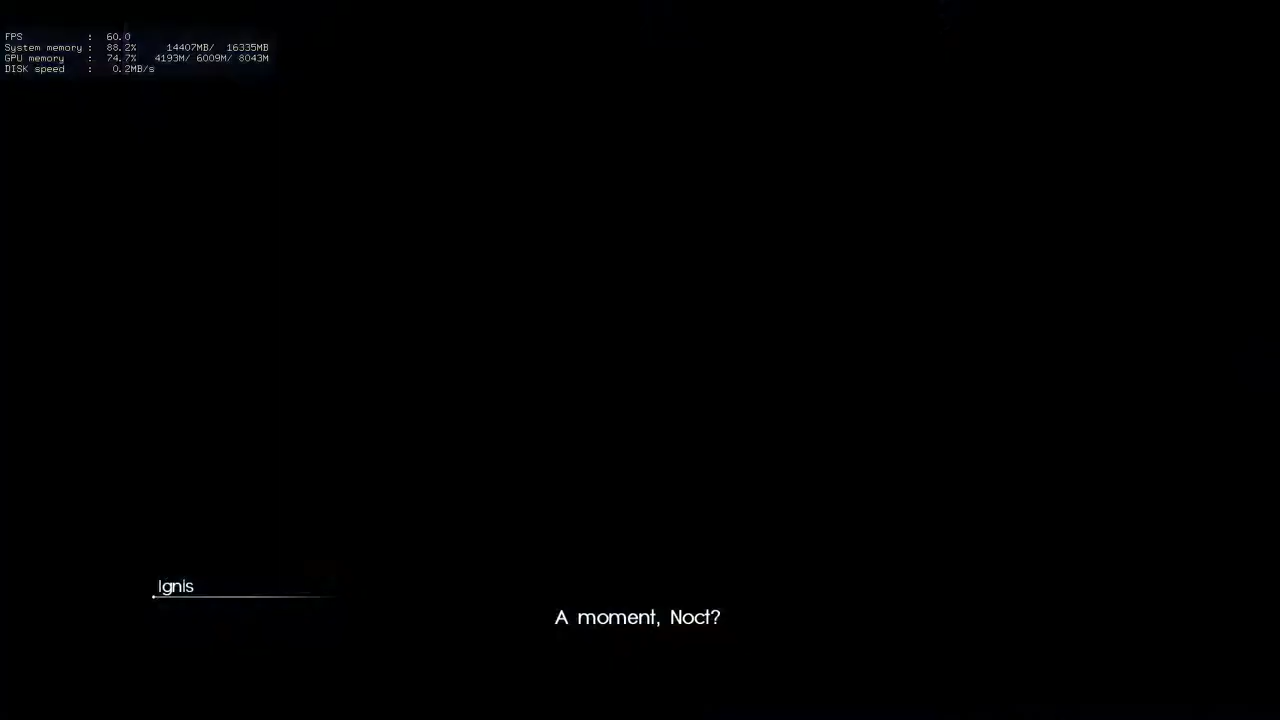 FPS : 60.0
System memory : 88.2% 14407MB/ 16335MB
GPU memory : 74.7% 4193M/ 6009M/ 8043M
DISK speed : 0.2MB/s
Ignis
A moment, Noct?